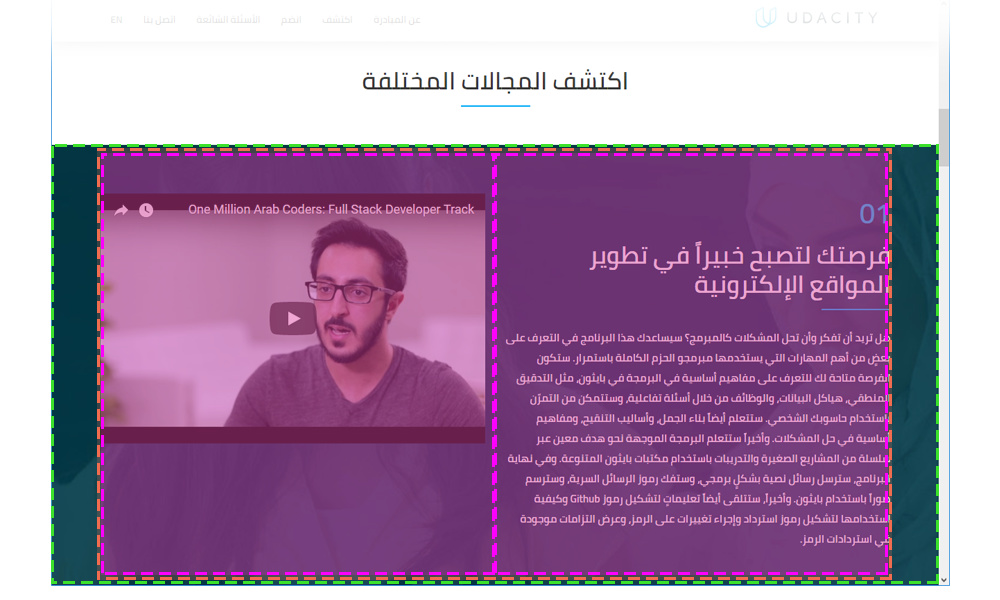 UDACITY
عن المبادرة
اكتشف
انضم
الأسئلة الشائعة
اتصل بنا
EN
اكتشف المجالات المختلفة
01
فرصتك لتصبح خبيراً في تطوير
المواقع الإلكترونية
هل تريد أن تفكر وأن تحل المشكلات كالمبرمج؟ سيساعدك هذا البرنامج في التعرف على
بعضٍ من أهم المهارات التي يستخدمها مبرمجو الحزم الكاملة باستمرار. ستكون
الفرصة متاحة لك للتعرف على مفاهيم أساسية في البرمجة في بايثون، مثل التدقيق
المنطقي، هياكل البيانات، والوظائف من خلال أسئلة تفاعلية، وستتمكن من التمرّن
باستخدام حاسوبك الشخصي. ستتعلم أيضاً بناء الجمل، وأساليب التنقيح، ومفاهيم
أساسية في حل المشكلات. وأخيراً ستتعلم البرمجة الموجهة نحو هدف معين عبر
سلسلة من المشاريع الصغيرة والتدريبات باستخدام مكتبات بايثون المتنوعة. وفي نهاية
البرنامج، سترسل رسائل نصية بشكلٍ برمجي، وستفك رموز الرسائل السرية، وسترسم
صوراً باستخدام بايثون. وأخيراً، ستتلقى أيضاً تعليماتٍ لتشكيل رموز Github وكيفية
استخدامها لتشكيل رموز استرداد وإجراء تغييرات على الرمز، وعرض التزامات موجودة
في استردادات الرمز.
One Million Arab Coders: Full Stack Developer Track